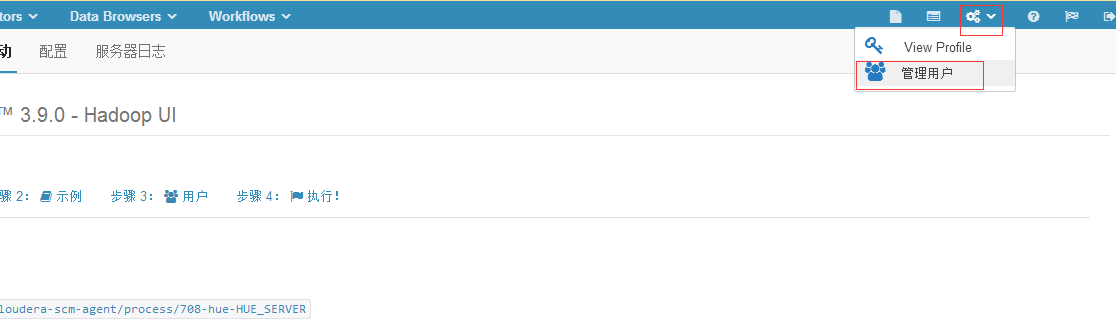 tors Data Browsers Workflows
View Profile
动 配置 服务器日志
管理用户
TM 3.9.0 - Hadoop UI
骤 2: 示例 步骤 3: 用户 步骤 4: 执行!
loudera-scm-agent/process/708-hue-HUE_SERVER